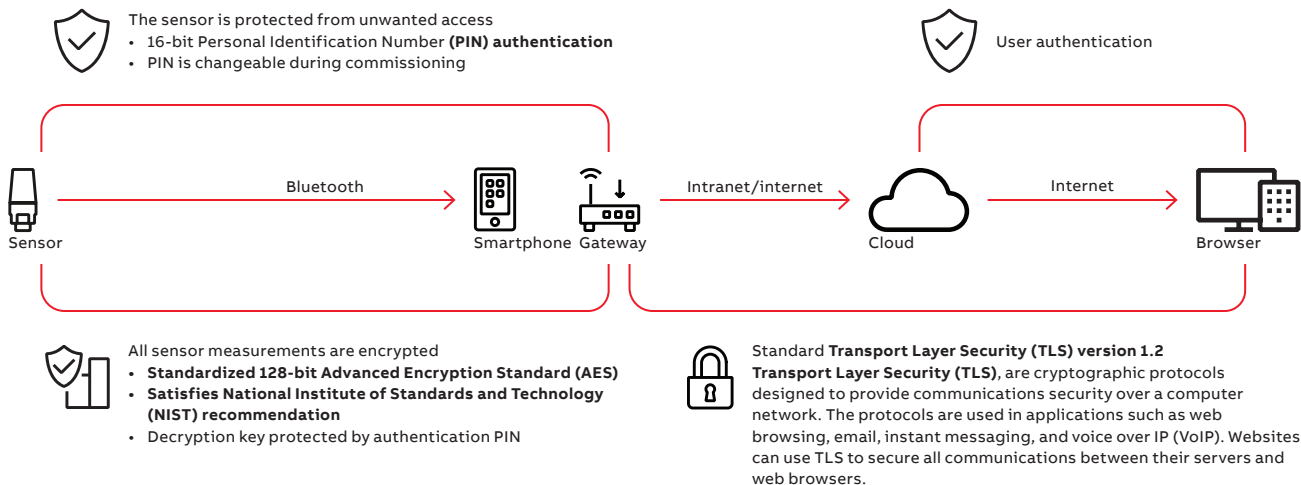 The sensor is protected from unwanted access
• 16-bit Personal Identification Number (PIN) authentication
• PIN is changeable during commissioning
User authentication
Bluetooth
Intranet/internet
Internet
Sensor
Smartphone
Gateway
Cloud
Browser
All sensor measurements are encrypted
• Standardized 128-bit Advanced Encryption Standard (AES)
• Satisfies National Institute of Standards and Technology
(NIST) recommendation
• Decryption key protected by authentication PIN
Standard Transport Layer Security (TLS) version 1.2
Transport Layer Security (TLS), are cryptographic protocols
designed to provide communications security over a computer
network. The protocols are used in applications such as web
browsing, email, instant messaging, and voice over IP (VoIP). Websites
can use TLS to secure all communications between their servers and
web browsers.